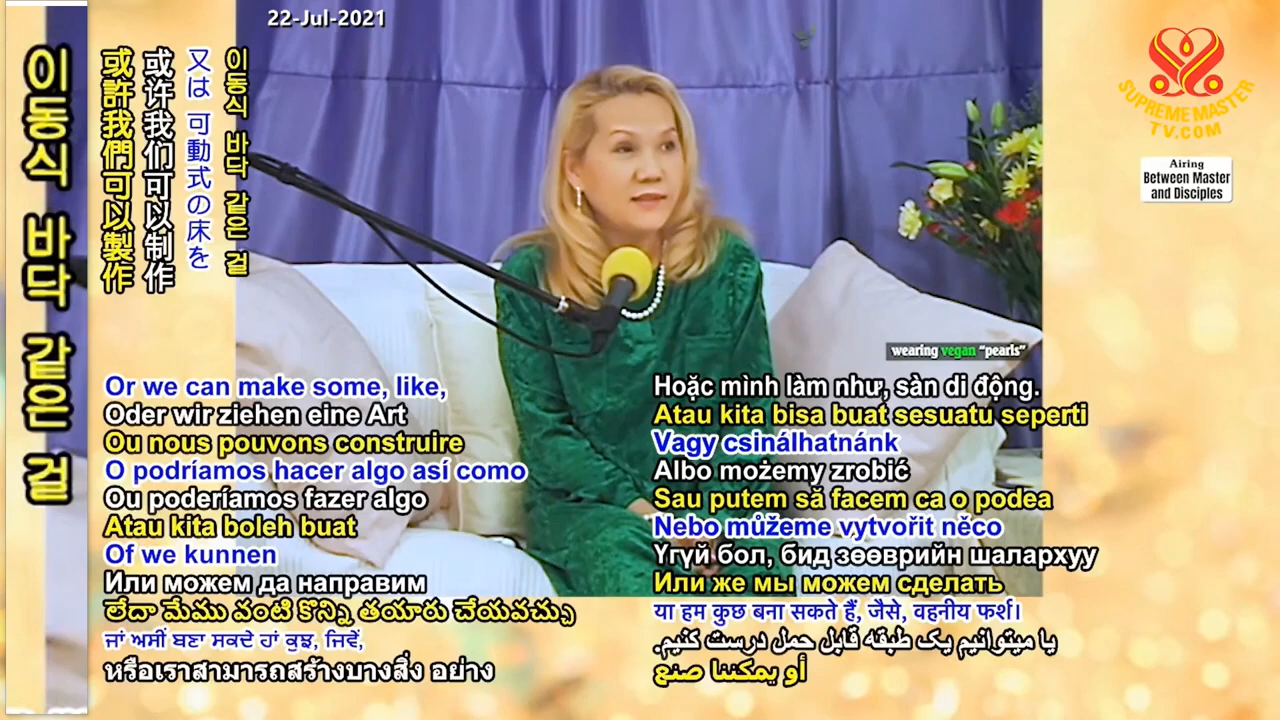 22-Jul-2021
SUPREME MASTER
TV.COM
Airing
Between Master
and Disciples
이동식 바닥 같은 걸
이동식 바닥 같은 걸
又は 可動式の床を
或许我们可以制作
或許我們可以製作
wearing vegan “pearls”
Or we can make some, like,
Oder wir ziehen eine Art
Ou nous pouvons construire
O podríamos hacer algo así como
Ou poderíamos fazer algo
Atau kita boleh buat
Of we kunnen
Или можем да направим
లేదా మేము వంటి కొన్ని తయారు చేయవచ్చు
ਜਾਂ ਅਸੀਂ ਬਣਾ ਸਕਦੇ ਹਾਂ ਕੁਝ, ਜਿਵੇਂ,
หรือเราสามารถสร้างบางสิ่ง อย่าง
Hoặc mình làm như, sàn di động.
Atau kita bisa buat sesuatu seperti
Vagy csinálhatnánk
Albo możemy zrobić
Sau putem să facem ca o podea
Nebo můžeme vytvořit něco
Үгүй бол, бид зөөврийн шалархуу
Или же мы можем сделать
या हम कुछ बना सकते हैं, जैसे, वहनीय फर्श।
یا میتوانیم یک طبقه قابل حمل درست کنیم.
أو يمكننا صنع